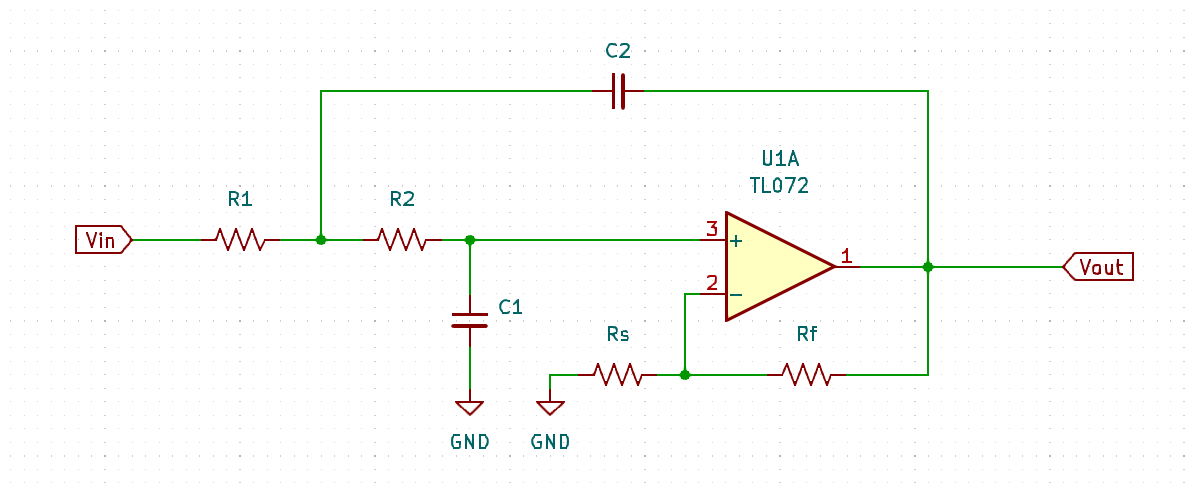 C2
U1A
TL072
R1
R2
Vin
3
+
1
Vout
2
−
C1
Rs
Rf
GND
GND